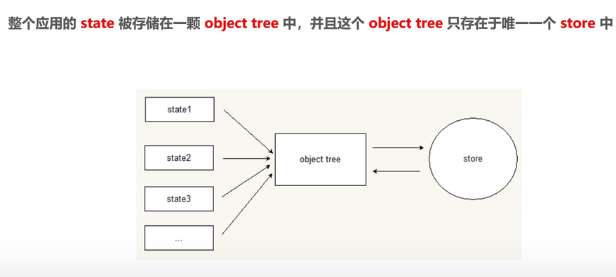 整个应用的 state 被存储在一颗 object tree 中，并且这个 object tree 只存在于唯一一个 store 中
state1
state2
state3
...
object tree
store